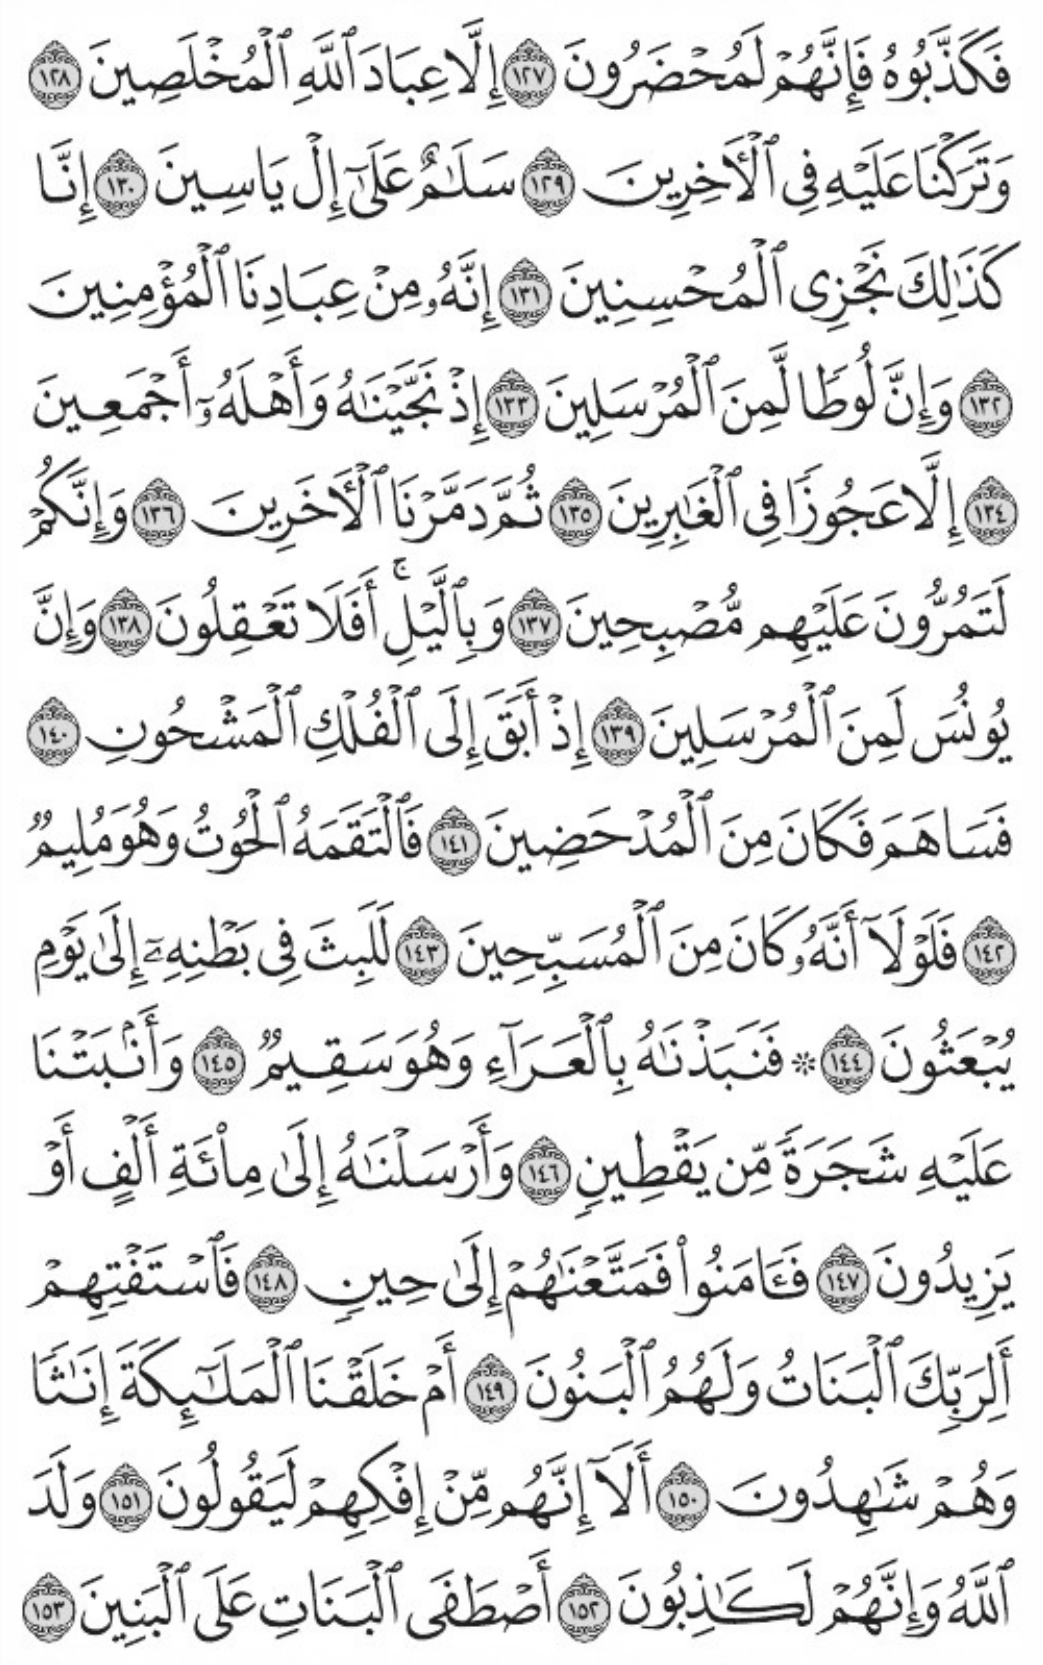 فَكَذَّبُوهُ فَإِنَّهُمْ لَمُحْضَرُونَ ١٢٧ إِلَّا عِبَادَ ٱللَّهِ ٱلْمُخْلَصِينَ ١٢٨
وَتَرَكْنَا عَلَيْهِ فِى ٱلْأَخِرِينَ ١٢٩ سَلَـٰمٌ عَلَىٰٓ إِلْ يَاسِينَ ١٣٠ إِنَّا
كَذَٰلِكَ نَجْزِى ٱلْمُحْسِنِينَ ١٣١ إِنَّهُۥ مِنْ عِبَادِنَا ٱلْمُؤْمِنِينَ
١٣٢ وَإِنَّ لُوطًا لَّمِنَ ٱلْمُرْسَلِينَ ١٣٣ إِذْ نَجَّيْنَـٰهُ وَأَهْلَهُۥٓ أَجْمَعِينَ
١٣٤ إِلَّا عَجُوزًا فِى ٱلْغَـٰبِرِينَ ١٣٥ ثُمَّ دَمَّرْنَا ٱلْأَخَرِينَ ١٣٦ وَإِنَّكُمْ
لَتَمُرُّونَ عَلَيْهِم مُّصْبِحِينَ ١٣٧ وَبِٱلَّيْلِ ۚ أَفَلَا تَعْقِلُونَ ١٣٨ وَإِنَّ
يُونُسَ لَمِنَ ٱلْمُرْسَلِينَ ١٣٩ إِذْ أَبَقَ إِلَى ٱلْفُلْكِ ٱلْمَشْحُونِ ١٤٠
فَسَاهَمَ فَكَانَ مِنَ ٱلْمُدْحَضِينَ ١٤١ فَٱلْتَقَمَهُ ٱلْحُوتُ وَهُوَ مُلِيمٌ
١٤٢ فَلَوْلَآ أَنَّهُۥ كَانَ مِنَ ٱلْمُسَبِّحِينَ ١٤٣ لَلَبِثَ فِى بَطْنِهِۦٓ إِلَىٰ يَوْمِ
يُبْعَثُونَ ١٤٤ ۞ فَنَبَذْنَـٰهُ بِٱلْعَرَآءِ وَهُوَ سَقِيمٌ ١٤٥ وَأَنۢبَتْنَا
عَلَيْهِ شَجَرَةً مِّن يَقْطِينٍ ١٤٦ وَأَرْسَلْنَـٰهُ إِلَىٰ مِا۟ئَةِ أَلْفٍ أَوْ
يَزِيدُونَ ١٤٧ فَـَٔامَنُوا۟ فَمَتَّعْنَـٰهُمْ إِلَىٰ حِينٍ ١٤٨ فَٱسْتَفْتِهِمْ
أَلِرَبِّكَ ٱلْبَنَاتُ وَلَهُمُ ٱلْبَنُونَ ١٤٩ أَمْ خَلَقْنَا ٱلْمَلَـٰٓئِكَةَ إِنَـٰثًا
وَهُمْ شَـٰهِدُونَ ١٥٠ أَلَآ إِنَّهُم مِّنْ إِفْكِهِمْ لَيَقُولُونَ ١٥١ وَلَدَ
ٱللَّهُ وَإِنَّهُمْ لَكَـٰذِبُونَ ١٥٢ أَصْطَفَى ٱلْبَنَاتِ عَلَى ٱلْبَنِينَ ١٥٣